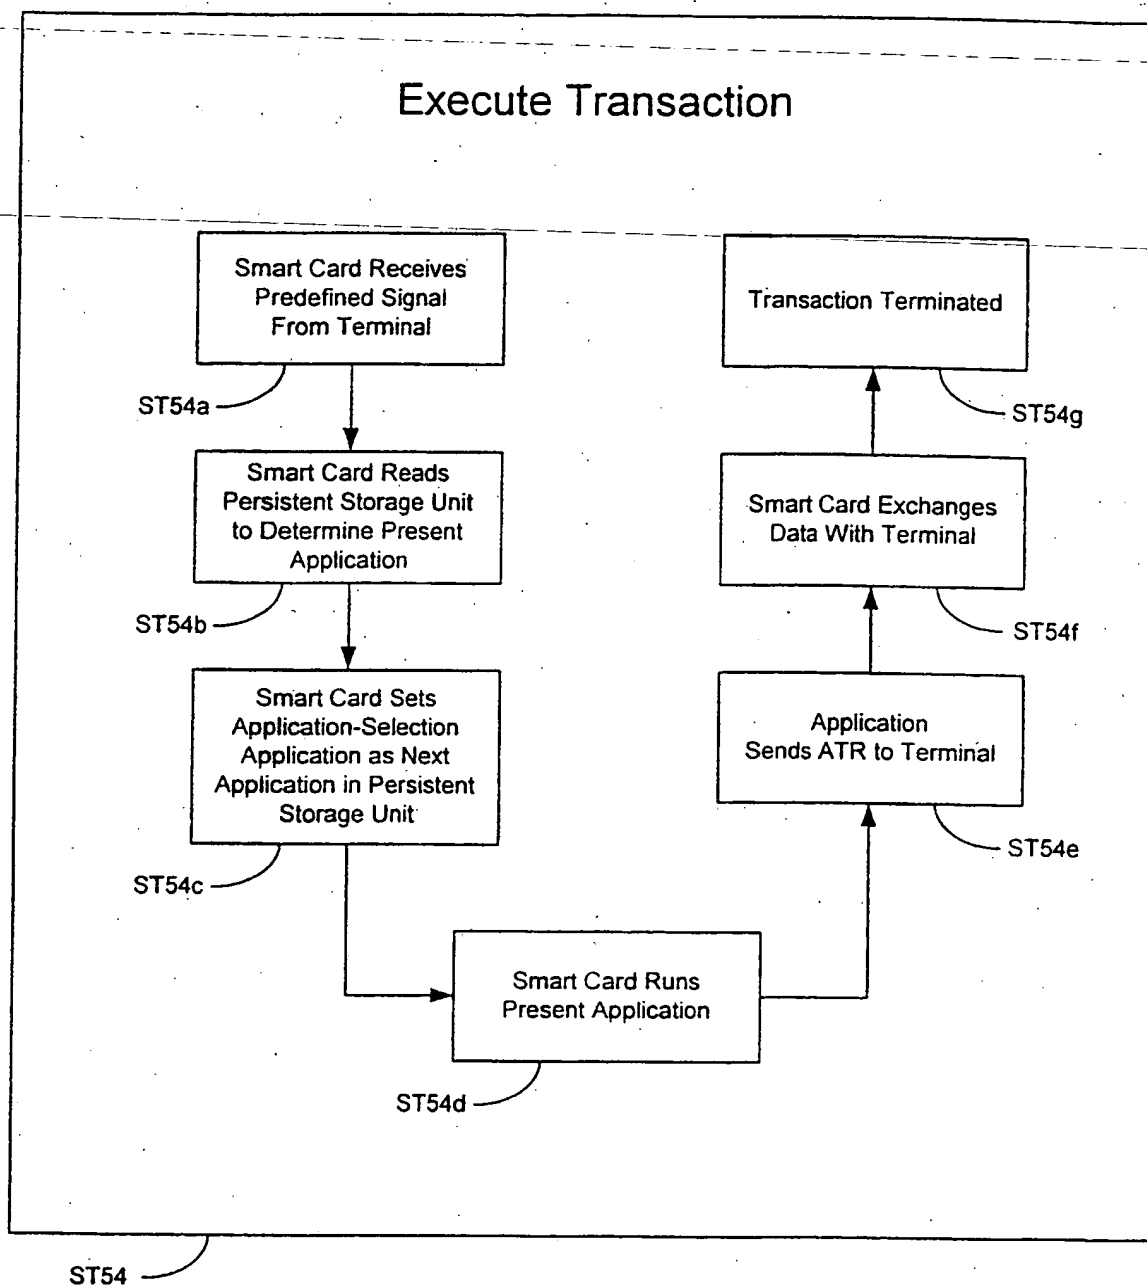 Execute Transaction
Smart Card Receives
Predefined Signal
From Terminal
ST54a
Smart Card Reads
Persistent Storage Unit
to Determine Present
Application
ST54b
Smart Card Sets
Application-Selection
Application as Next
Application in Persistent
Storage Unit
ST54c
Smart Card Runs
Present Application
ST54d
Application
Sends ATR to Terminal
ST54e
Smart Card Exchanges
Data With Terminal
ST54f
Transaction Terminated
ST54g
ST54